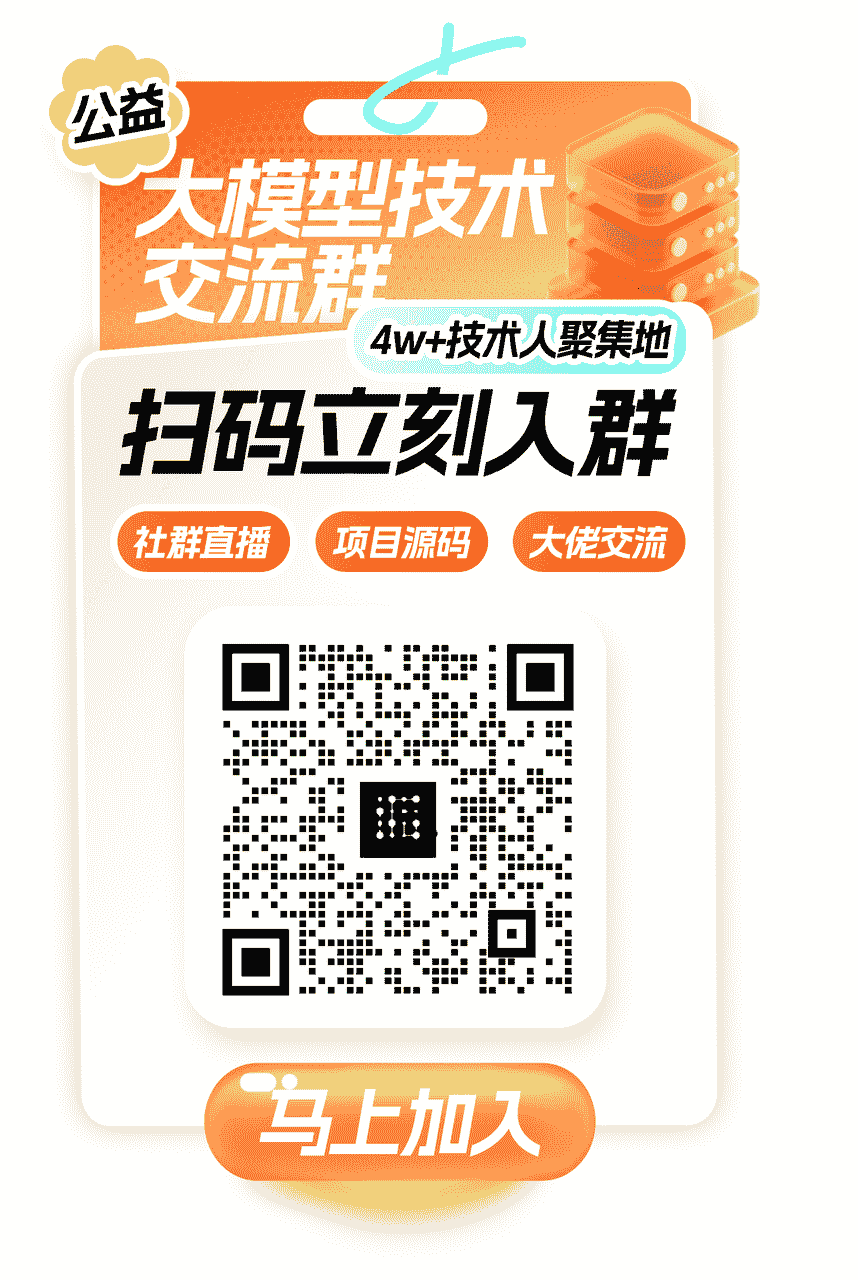 公益
大模型技术
交流群
4w+技术人聚集地
扫码立刻入群
社群直播 项目源码 大佬交流
马上加入